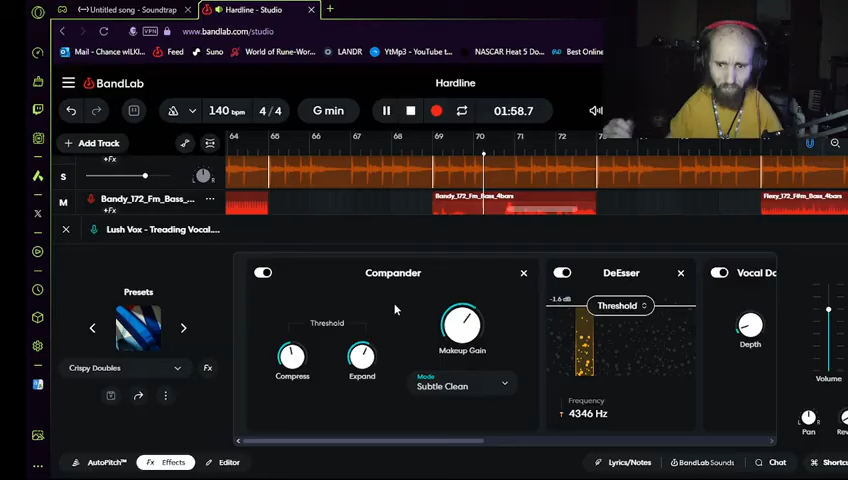 Untitled song - Soundtrap
Hardline - Studio
VPN
www.bandlab.com/studio
Mail - Chance wILKI...
Feed
Suno
World of Rune-Wor...
LANDR
YtMp3 - YouTube t...
NASCAR Heat 5 Do...
Best Online
BandLab
Hardline
140 bpm
4/4
G min
01:58.7
Add Track
64
65
66
67
68
69
70
71
72
+Fx
S
L
R
M
Bandy_172_Fm_Bass_...
+Fx
Bandy_172_Fm_Bass_4bars
Flexy_172_F#m_Bass_4bars
Lush Vox - Treading Vocal....
Compander
DeEsser
Presets
Threshold
Compress
Expand
Makeup Gain
Mode
Subtle Clean
-1.6 dB
Threshold
Frequency
4346 Hz
Depth
Volume
Pan
Crispy Doubles
Fx
AutoPitch™
Fx Effects
Editor
Lyrics/Notes
BandLab Sounds
Chat